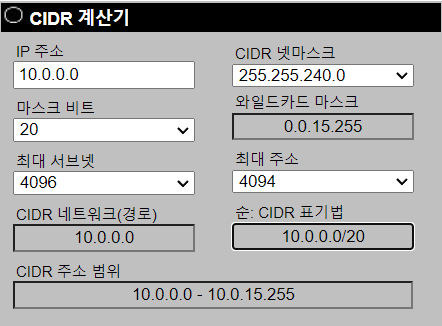 CIDR 계산기
IP 주소
CIDR 넷마스크
10.0.0.0
255.255.240.0
마스크 비트
와일드카드 마스크
20
0.0.15.255
최대 서브넷
최대 주소
4096
4094
CIDR 네트워크(경로)
순: CIDR 표기법
10.0.0.0
10.0.0.0/20
CIDR 주소 범위
10.0.0.0 - 10.0.15.255